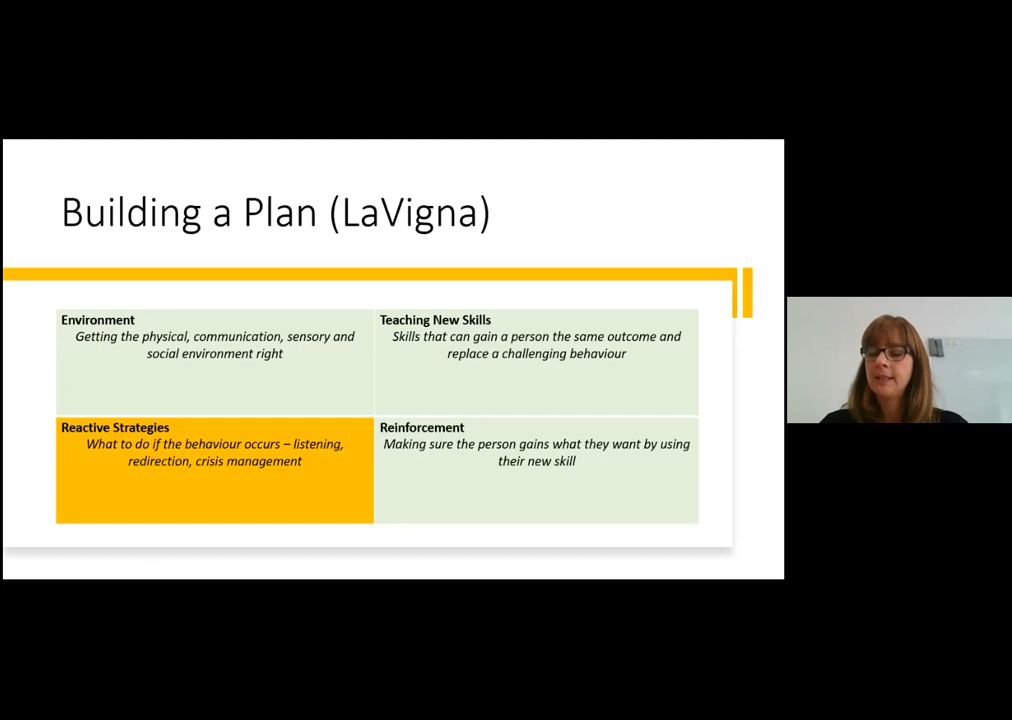 Building a Plan (LaVigna)
Environment
Getting the physical, communication, sensory and
social environment right
Teaching New Skills
Skills that can gain a person the same outcome and
replace a challenging behaviour
Reactive Strategies
What to do if the behaviour occurs – listening,
redirection, crisis management
Reinforcement
Making sure the person gains what they want by using
their new skill